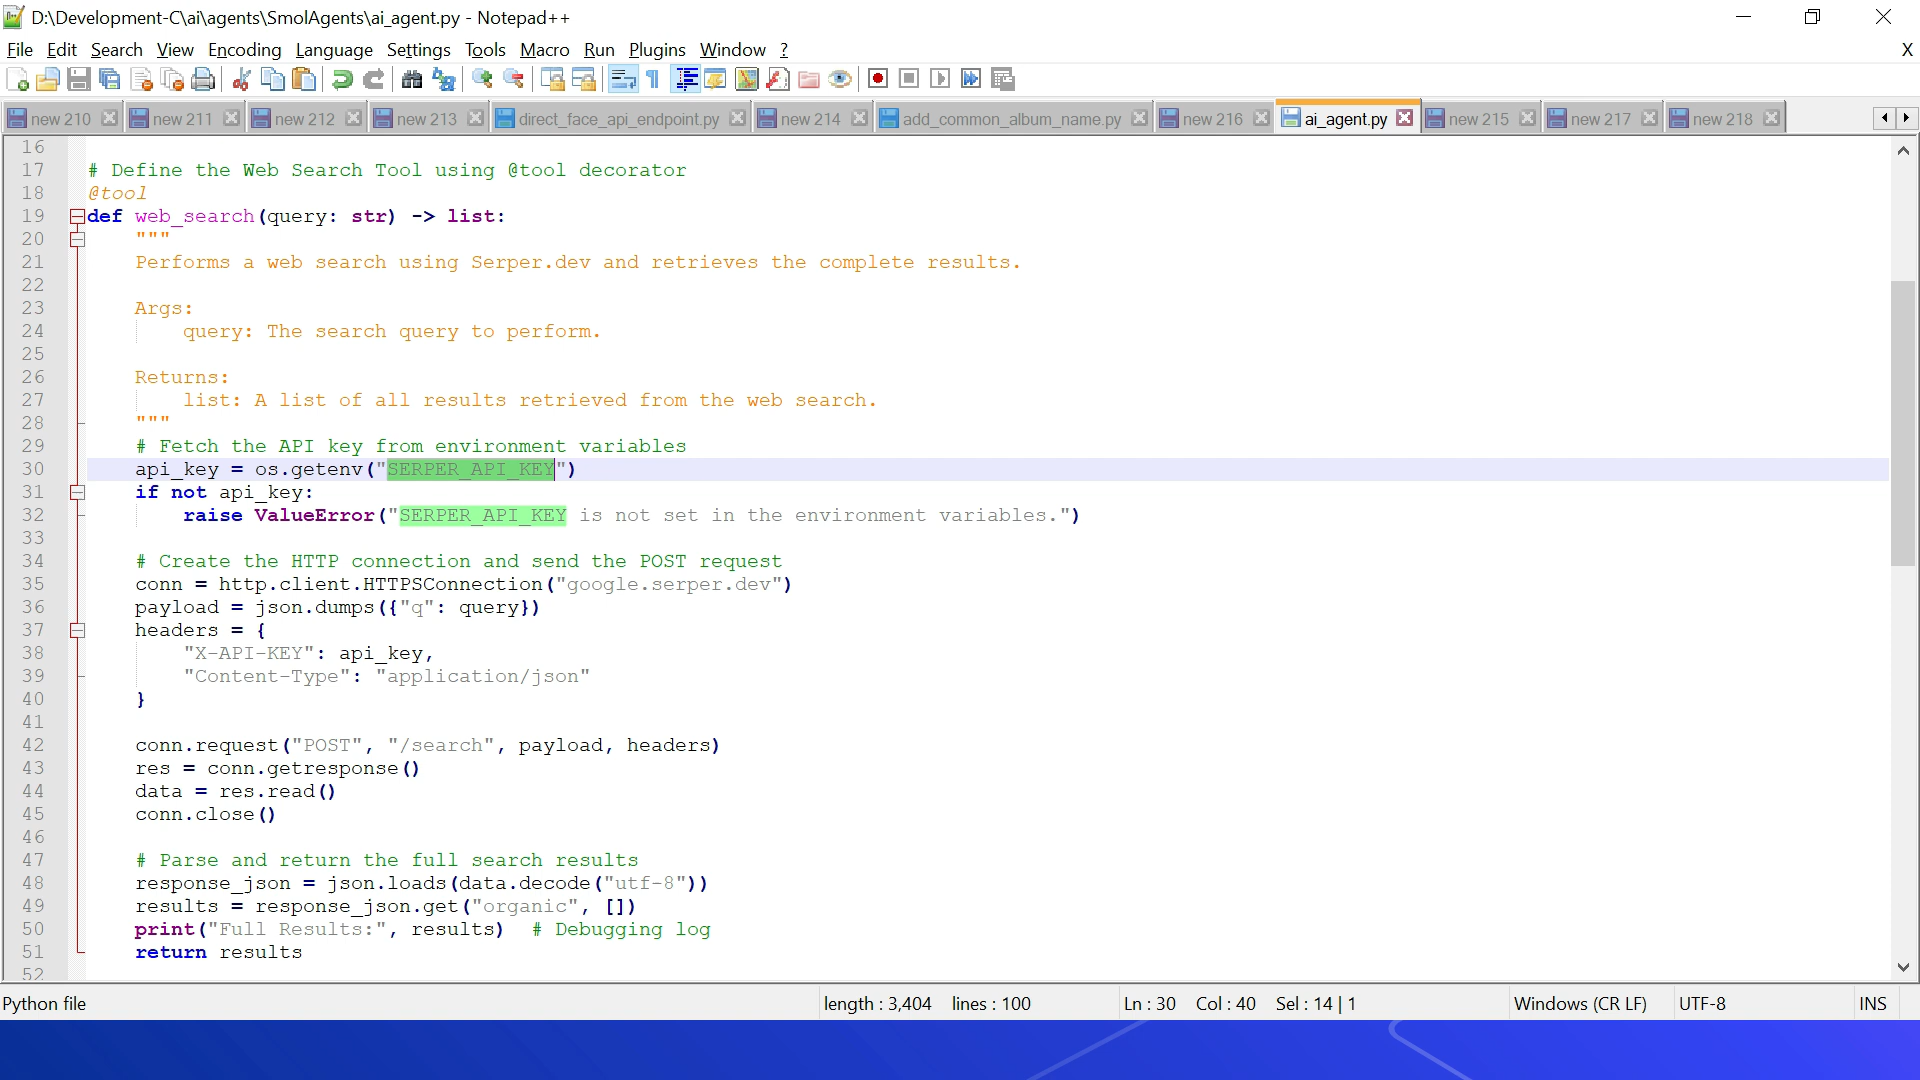 D:\Development-C\ai\agents\SmolAgents\ai_agent.py - Notepad++
File Edit Search View Encoding Language Settings Tools Macro Run Plugins Window ? X
new 210 new 211 new 212 new 213 direct_face_api_endpoint.py new 214 add_common_album_name.py new 216 ai_agent.py new 215 new 217 new 218
16
17 # Define the Web Search Tool using @tool decorator
18 @tool
19 def web_search(query: str) -> list:
20     """
21     Performs a web search using Serper.dev and retrieves the complete results.
22
23     Args:
24         query: The search query to perform.
25
26     Returns:
27         list: A list of all results retrieved from the web search.
28     """
29     # Fetch the API key from environment variables
30     api_key = os.getenv("SERPER_API_KEY")
31     if not api_key:
32         raise ValueError("SERPER_API_KEY is not set in the environment variables.")
33
34     # Create the HTTP connection and send the POST request
35     conn = http.client.HTTPSConnection("google.serper.dev")
36     payload = json.dumps({"q": query})
37     headers = {
38         "X-API-KEY": api_key,
39         "Content-Type": "application/json"
40     }
41
42     conn.request("POST", "/search", payload, headers)
43     res = conn.getresponse()
44     data = res.read()
45     conn.close()
46
47     # Parse and return the full search results
48     response_json = json.loads(data.decode("utf-8"))
49     results = response_json.get("organic", [])
50     print("Full Results:", results)  # Debugging log
51     return results
52
Python file length : 3,404 lines : 100 Ln : 30 Col : 40 Sel : 14 | 1 Windows (CR LF) UTF-8 INS